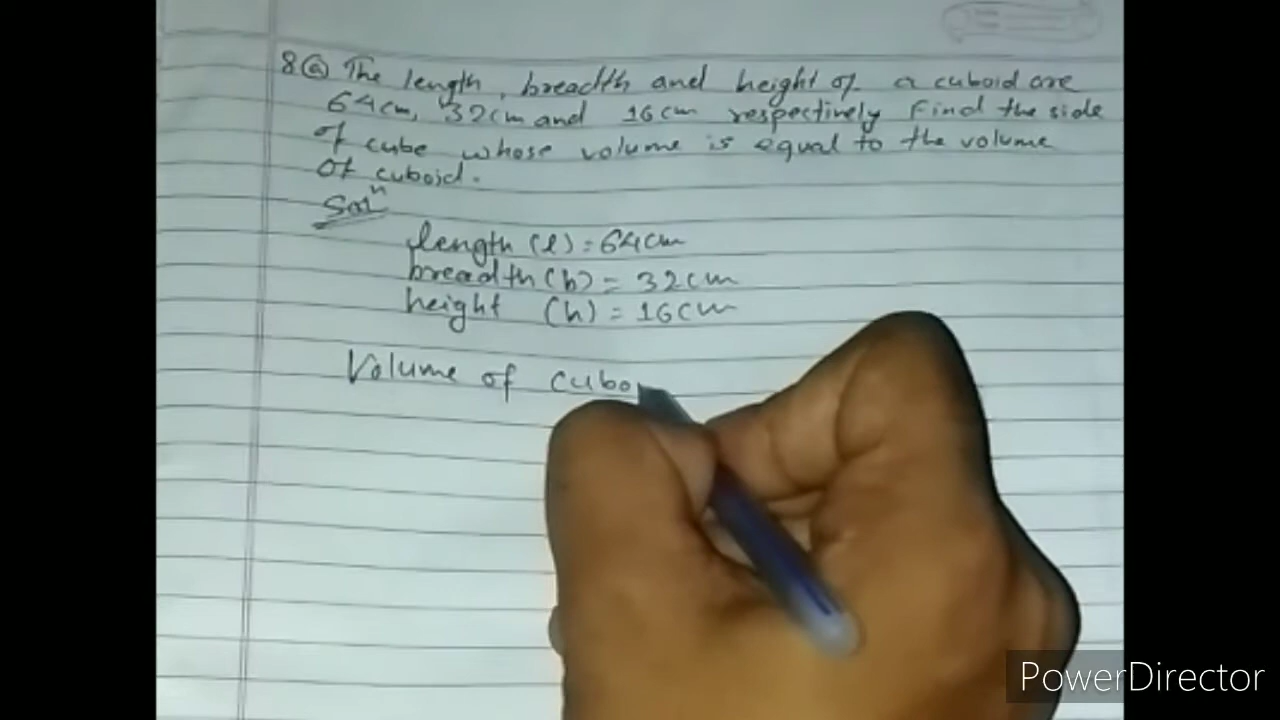 8(a) The length, breadth and height of a cuboid are
64cm, 32cm and 16cm respectively Find the side
of cube whose volume is equal to the volume
of cuboid.
Solⁿ
length (l) = 64cm
breadth (b) = 32cm
height (h) = 16cm
Volume of cubo
PowerDirector